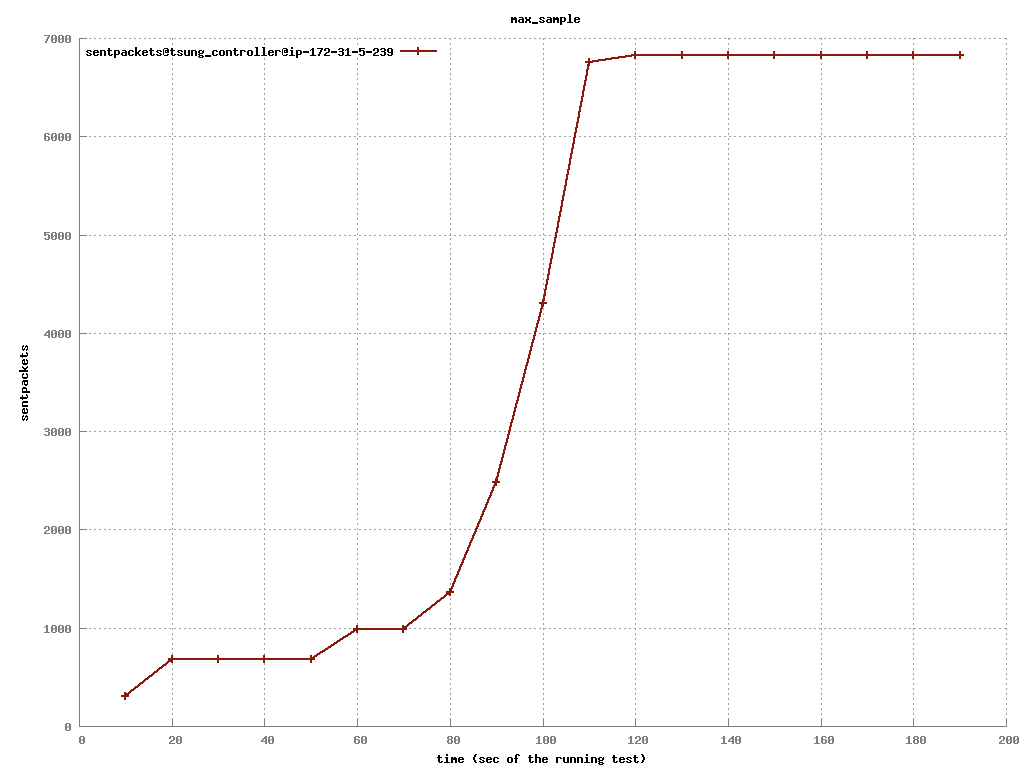 max_sample
sentpackets@tsung_controller@ip-172-31-5-239
7000
6000
5000
4000
3000
2000
1000
0
sentpackets
0 20 40 60 80 100 120 140 160 180 200
time (sec of the running test)